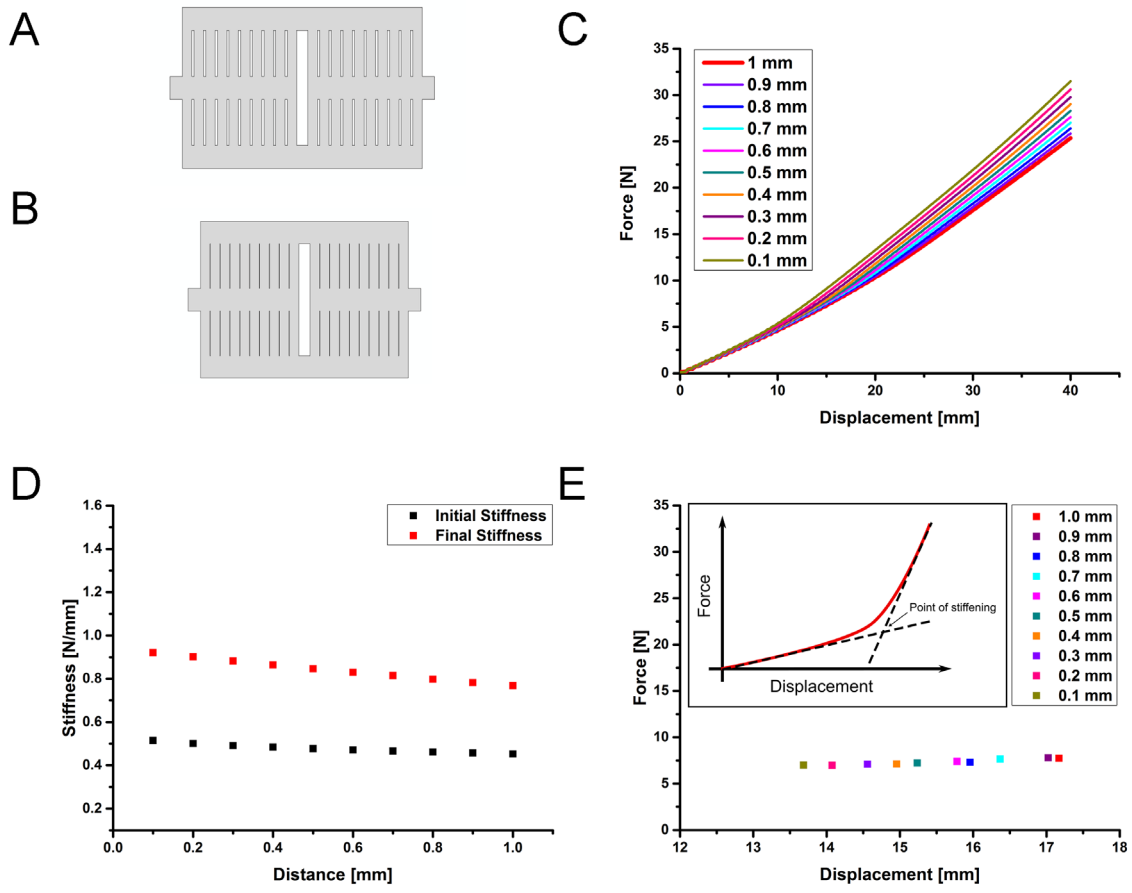 A
B
C
35
30
25
20
15
10
5
0
Force [N]
1 mm
0.9 mm
0.8 mm
0.7 mm
0.6 mm
0.5 mm
0.4 mm
0.3 mm
0.2 mm
0.1 mm
0 10 20 30 40
Displacement [mm]
D
1.6
1.4
1.2
1.0
0.8
0.6
0.4
0.2
Stiffness [N/mm]
Initial Stiffness
Final Stiffness
0.0 0.2 0.4 0.6 0.8 1.0
Distance [mm]
E
35
30
25
20
15
10
5
0
Force [N]
Force
Point of stiffening
Displacement
1.0 mm
0.9 mm
0.8 mm
0.7 mm
0.6 mm
0.5 mm
0.4 mm
0.3 mm
0.2 mm
0.1 mm
12 13 14 15 16 17 18
Displacement [mm]